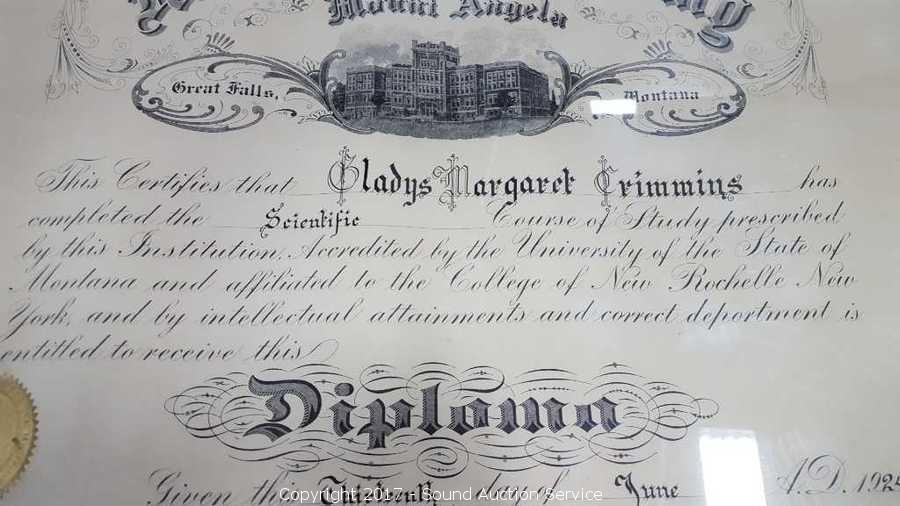 Mount Angela
Great Falls, Montana
This Certifies that Gladys Margaret Crimmins has
completed the Scientific Course of Study prescribed
by this Institution, Accredited by the University of the State of
Montana and affiliated to the College of New Rochelle New
York, and by intellectual attainments and correct deportment is
entitled to receive this
Diploma
Given the day of June A.D.
Copyright 2017 - Sound Auction Service